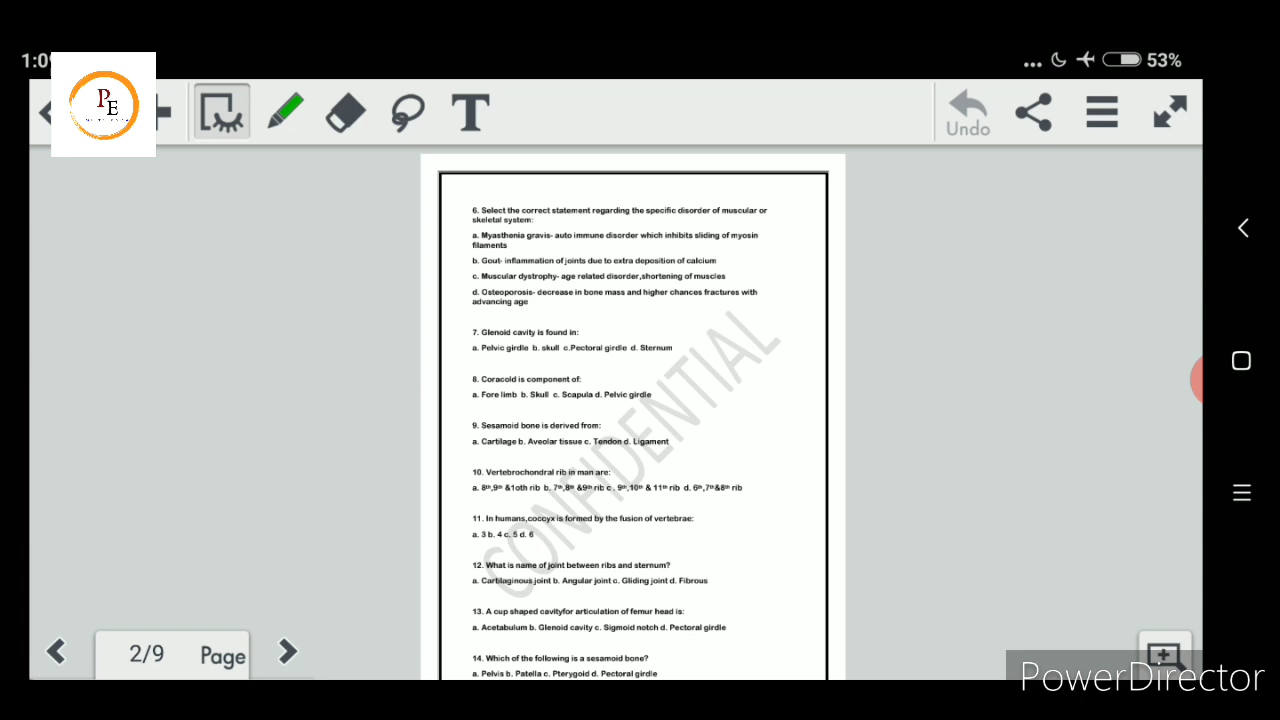 1:0
... 53%
PE
Undo
6. Select the correct statement regarding the specific disorder of muscular or
skeletal system:
a. Myasthenia gravis- auto immune disorder which inhibits sliding of myosin
filaments
b. Gout- inflammation of joints due to extra deposition of calcium
c. Muscular dystrophy- age related disorder,shortening of muscles
d. Osteoporosis- decrease in bone mass and higher chances fractures with
advancing age
7. Glenoid cavity is found in:
a. Pelvic girdle b. skull c.Pectoral girdle d. Sternum
8. Coracold is component of:
a. Fore limb b. Skull c. Scapula d. Pelvic girdle
9. Sesamoid bone is derived from:
a. Cartilage b. Aveolar tissue c. Tendon d. Ligament
10. Vertebrochondral rib in man are:
a. 8th,9th &1oth rib b. 7th,8th &9th rib c . 9th,10th & 11th rib d. 6th,7th&8th rib
11. In humans,coccyx is formed by the fusion of vertebrae:
a. 3 b. 4 c. 5 d. 6
12. What is name of joint between ribs and sternum?
a. Cartilaginous joint b. Angular joint c. Gliding joint d. Fibrous
13. A cup shaped cavityfor articulation of femur head is:
a. Acetabulum b. Glenoid cavity c. Sigmoid notch d. Pectoral girdle
14. Which of the following is a sesamoid bone?
a. Pelvis b. Patella c. Pterygoid d. Pectoral girdle
CONFIDENTIAL
2/9 Page
PowerDirector